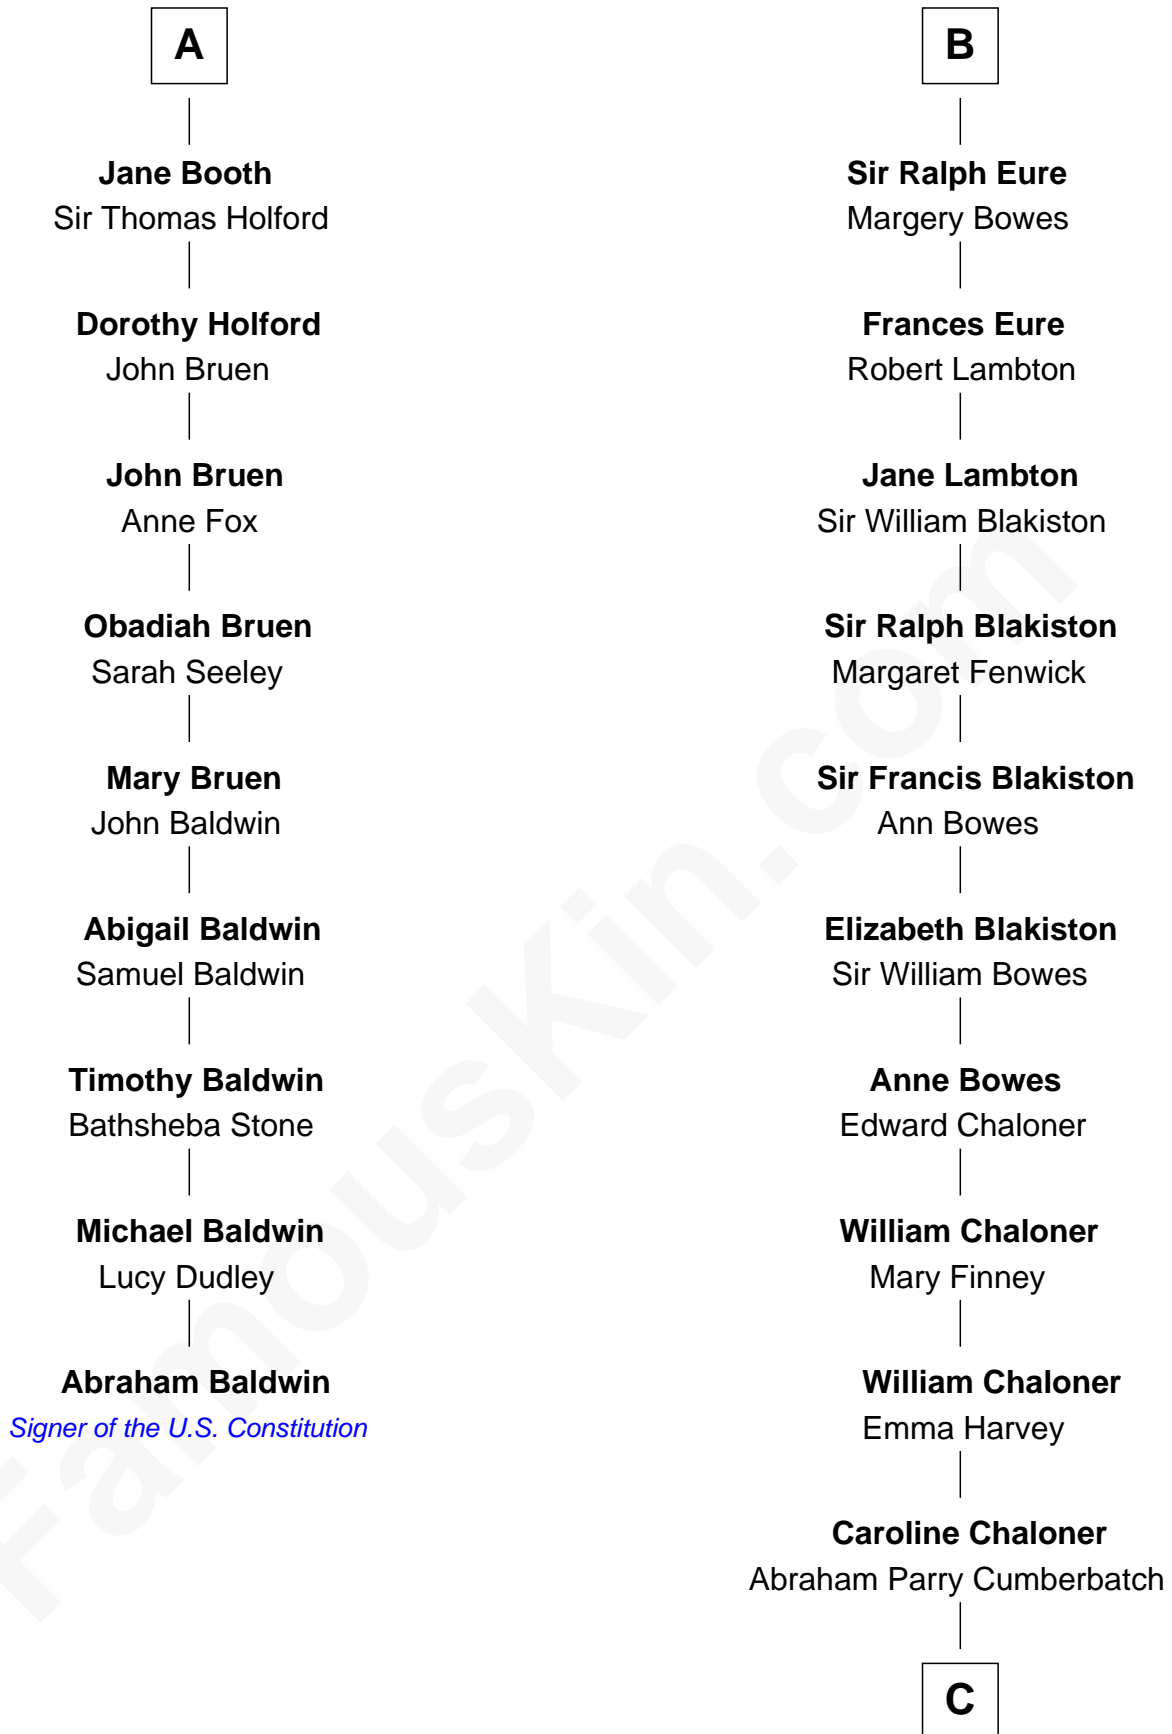 A
Jane Booth
Sir Thomas Holford
Dorothy Holford
John Bruen
John Bruen
Anne Fox
Obadiah Bruen
Sarah Seeley
Mary Bruen
John Baldwin
Abigail Baldwin
Samuel Baldwin
Timothy Baldwin
Bathsheba Stone
Michael Baldwin
Lucy Dudley
Abraham Baldwin
Signer of the U.S. Constitution
B
Sir Ralph Eure
Margery Bowes
Frances Eure
Robert Lambton
Jane Lambton
Sir William Blakiston
Sir Ralph Blakiston
Margaret Fenwick
Sir Francis Blakiston
Ann Bowes
Elizabeth Blakiston
Sir William Bowes
Anne Bowes
Edward Chaloner
William Chaloner
Mary Finney
William Chaloner
Emma Harvey
Caroline Chaloner
Abraham Parry Cumberbatch
C
FamousKin.com